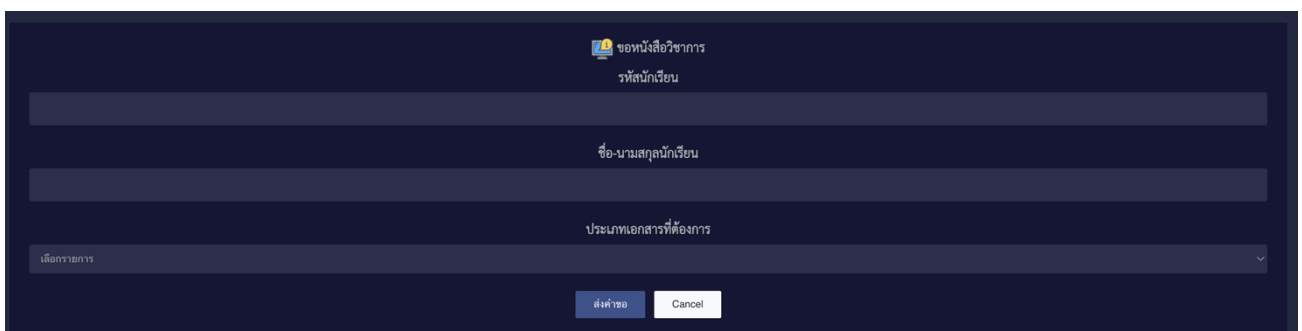 ขอหนังสือวิชาการ
รหัสนักเรียน
ชื่อ-นามสกุลนักเรียน
ประเภทเอกสารที่ต้องการ
เลือกรายการ
ส่งคำขอ Cancel